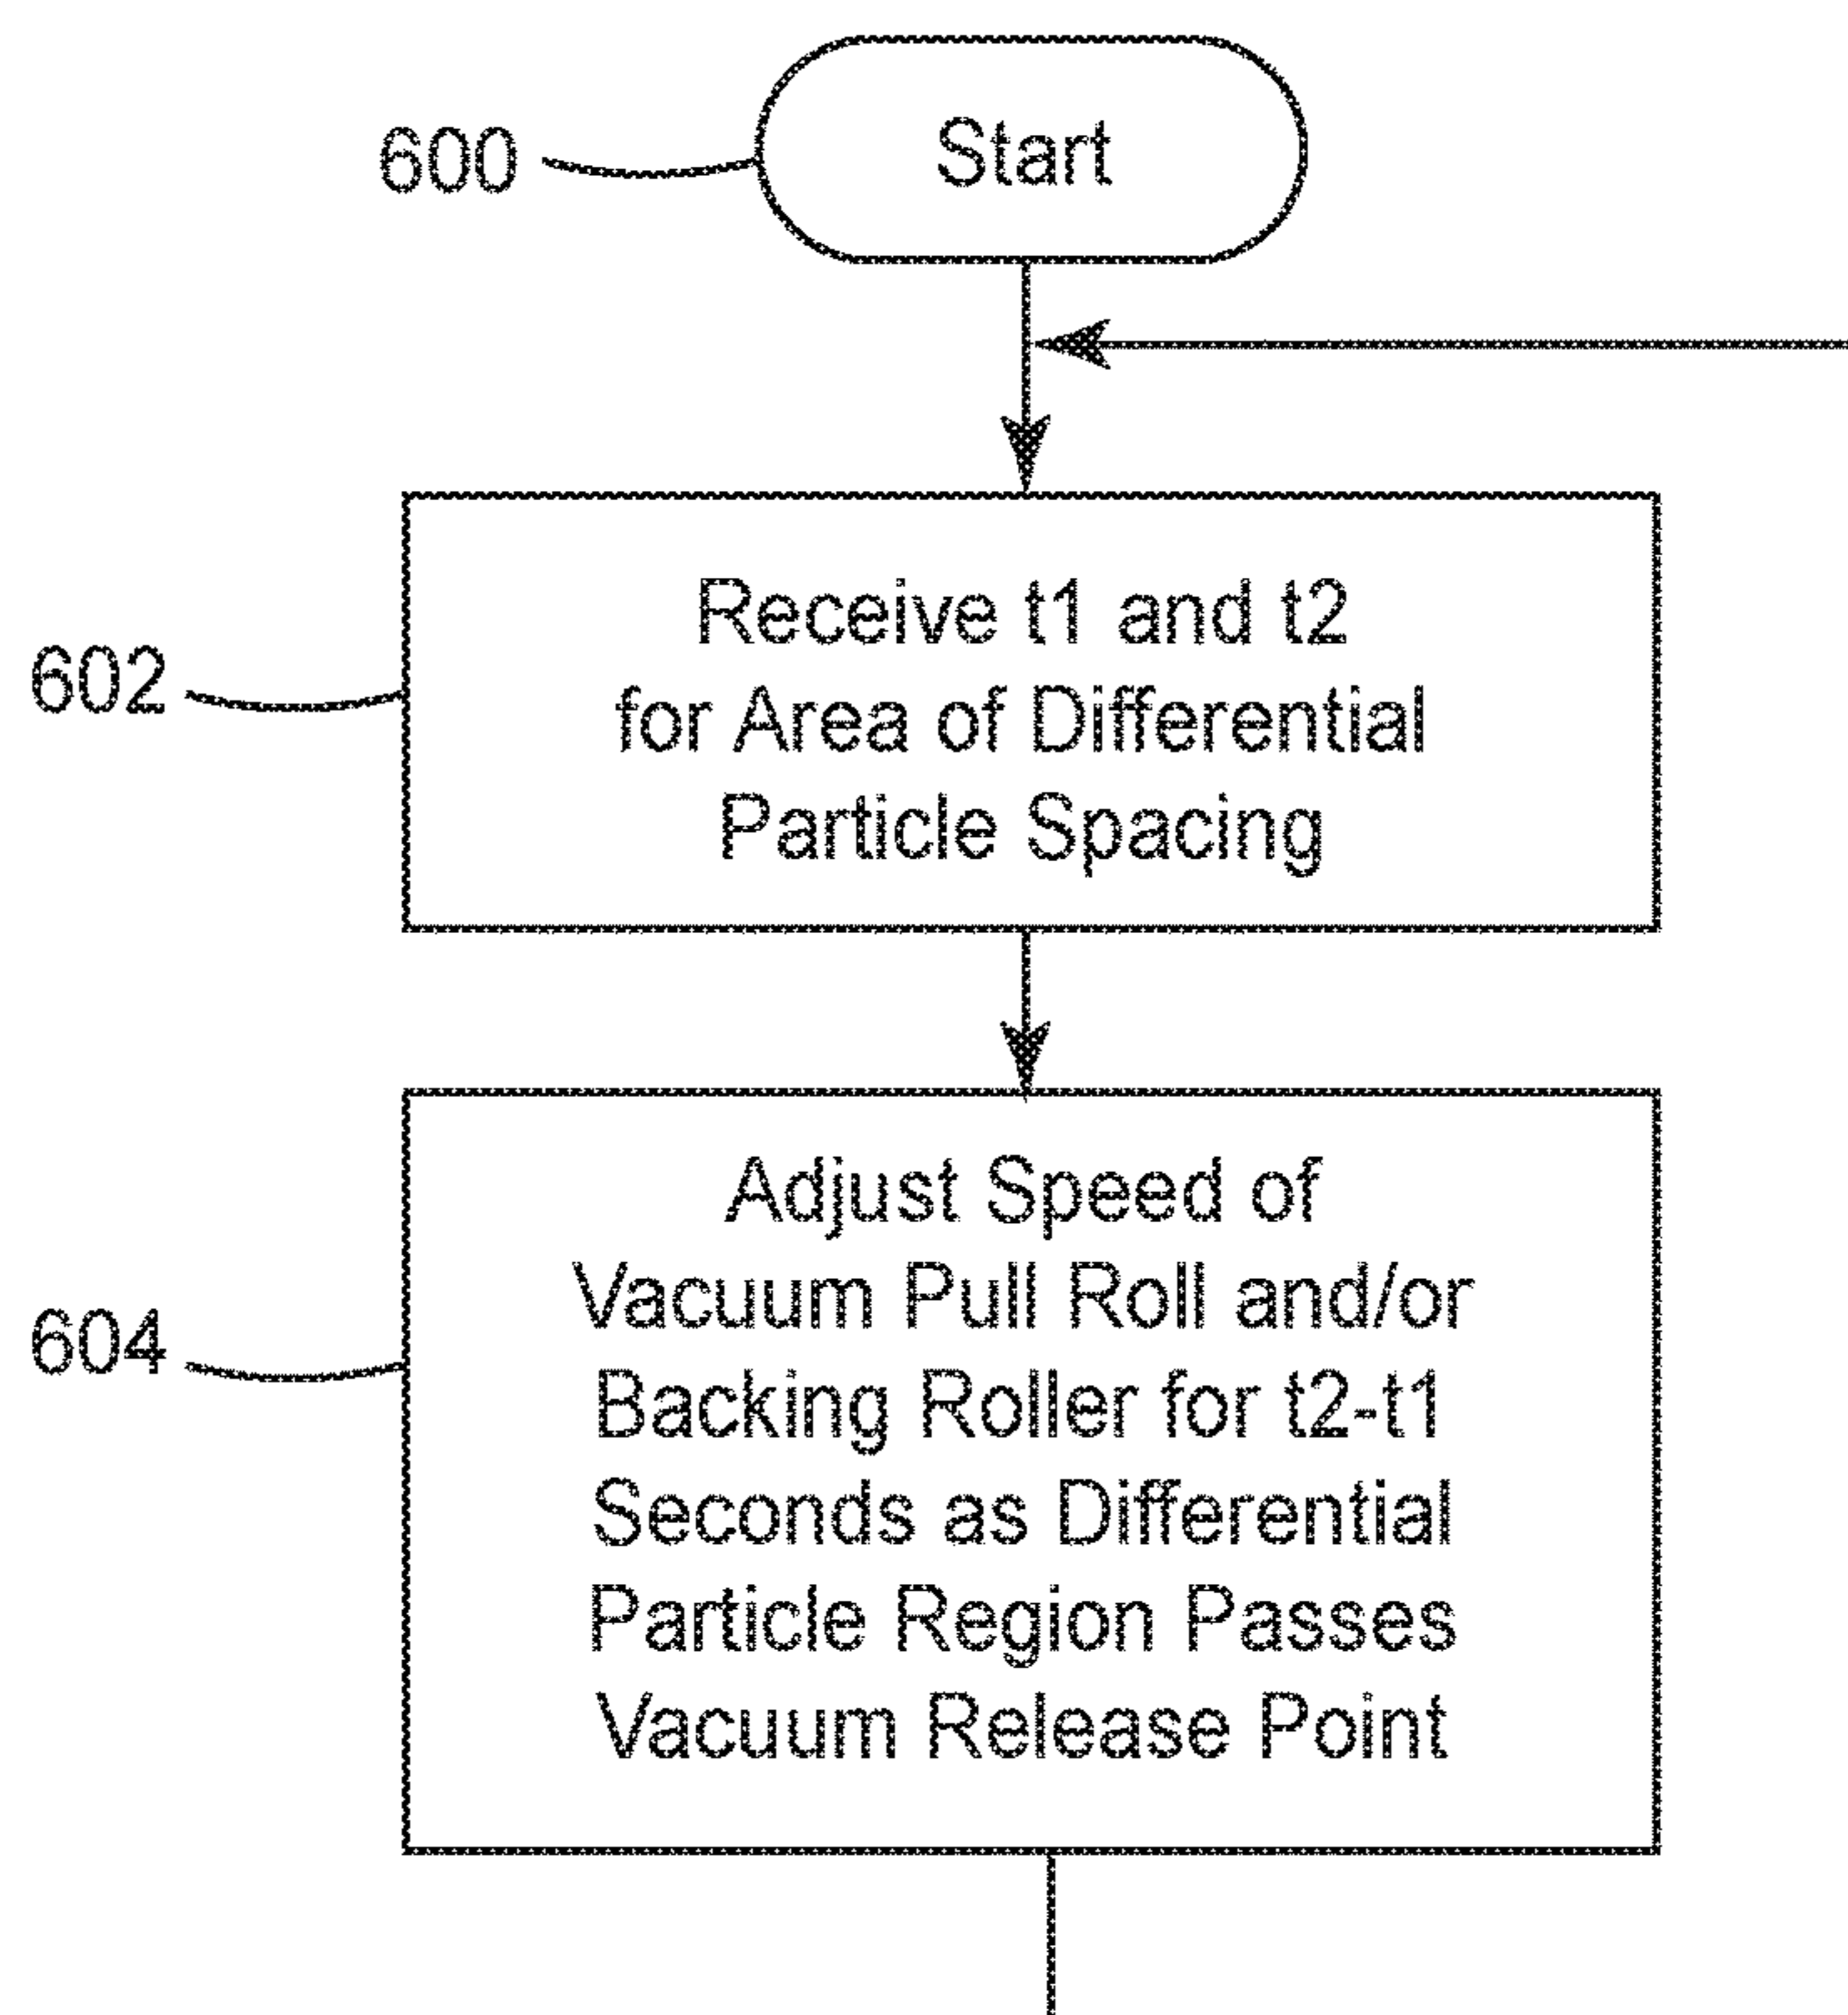 600
Start
602
Receive t1 and t2
for Area of Differential
Particle Spacing
604
Adjust Speed of
Vacuum Pull Roll and/or
Backing Roller for t2-t1
Seconds as Differential
Particle Region Passes
Vacuum Release Point